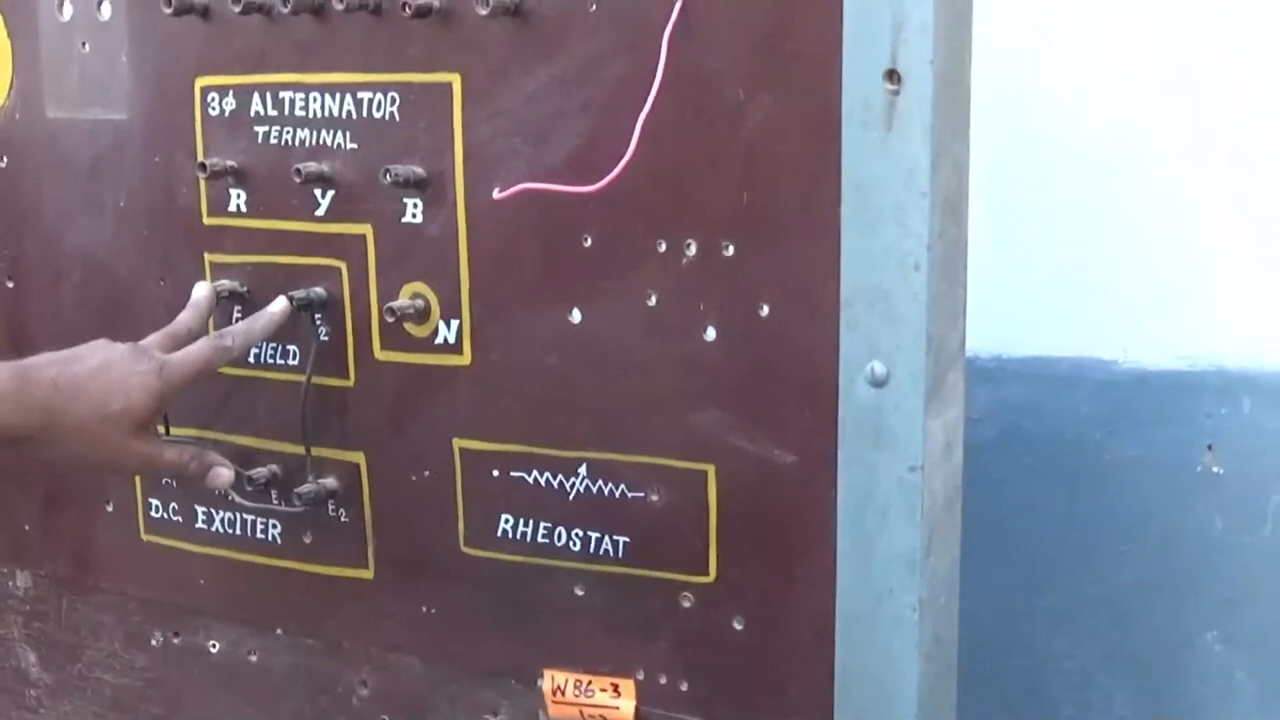 3φ ALTERNATOR
TERMINAL
R Y B
N
E2
FIELD
E1 E2
D.C. EXCITER
RHEOSTAT
W86-3